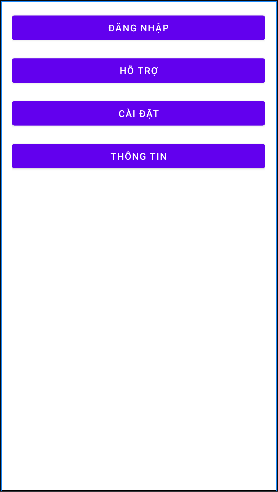 ĐĂNG NHẬP
HỖ TRỢ
CÀI ĐẶT
THÔNG TIN